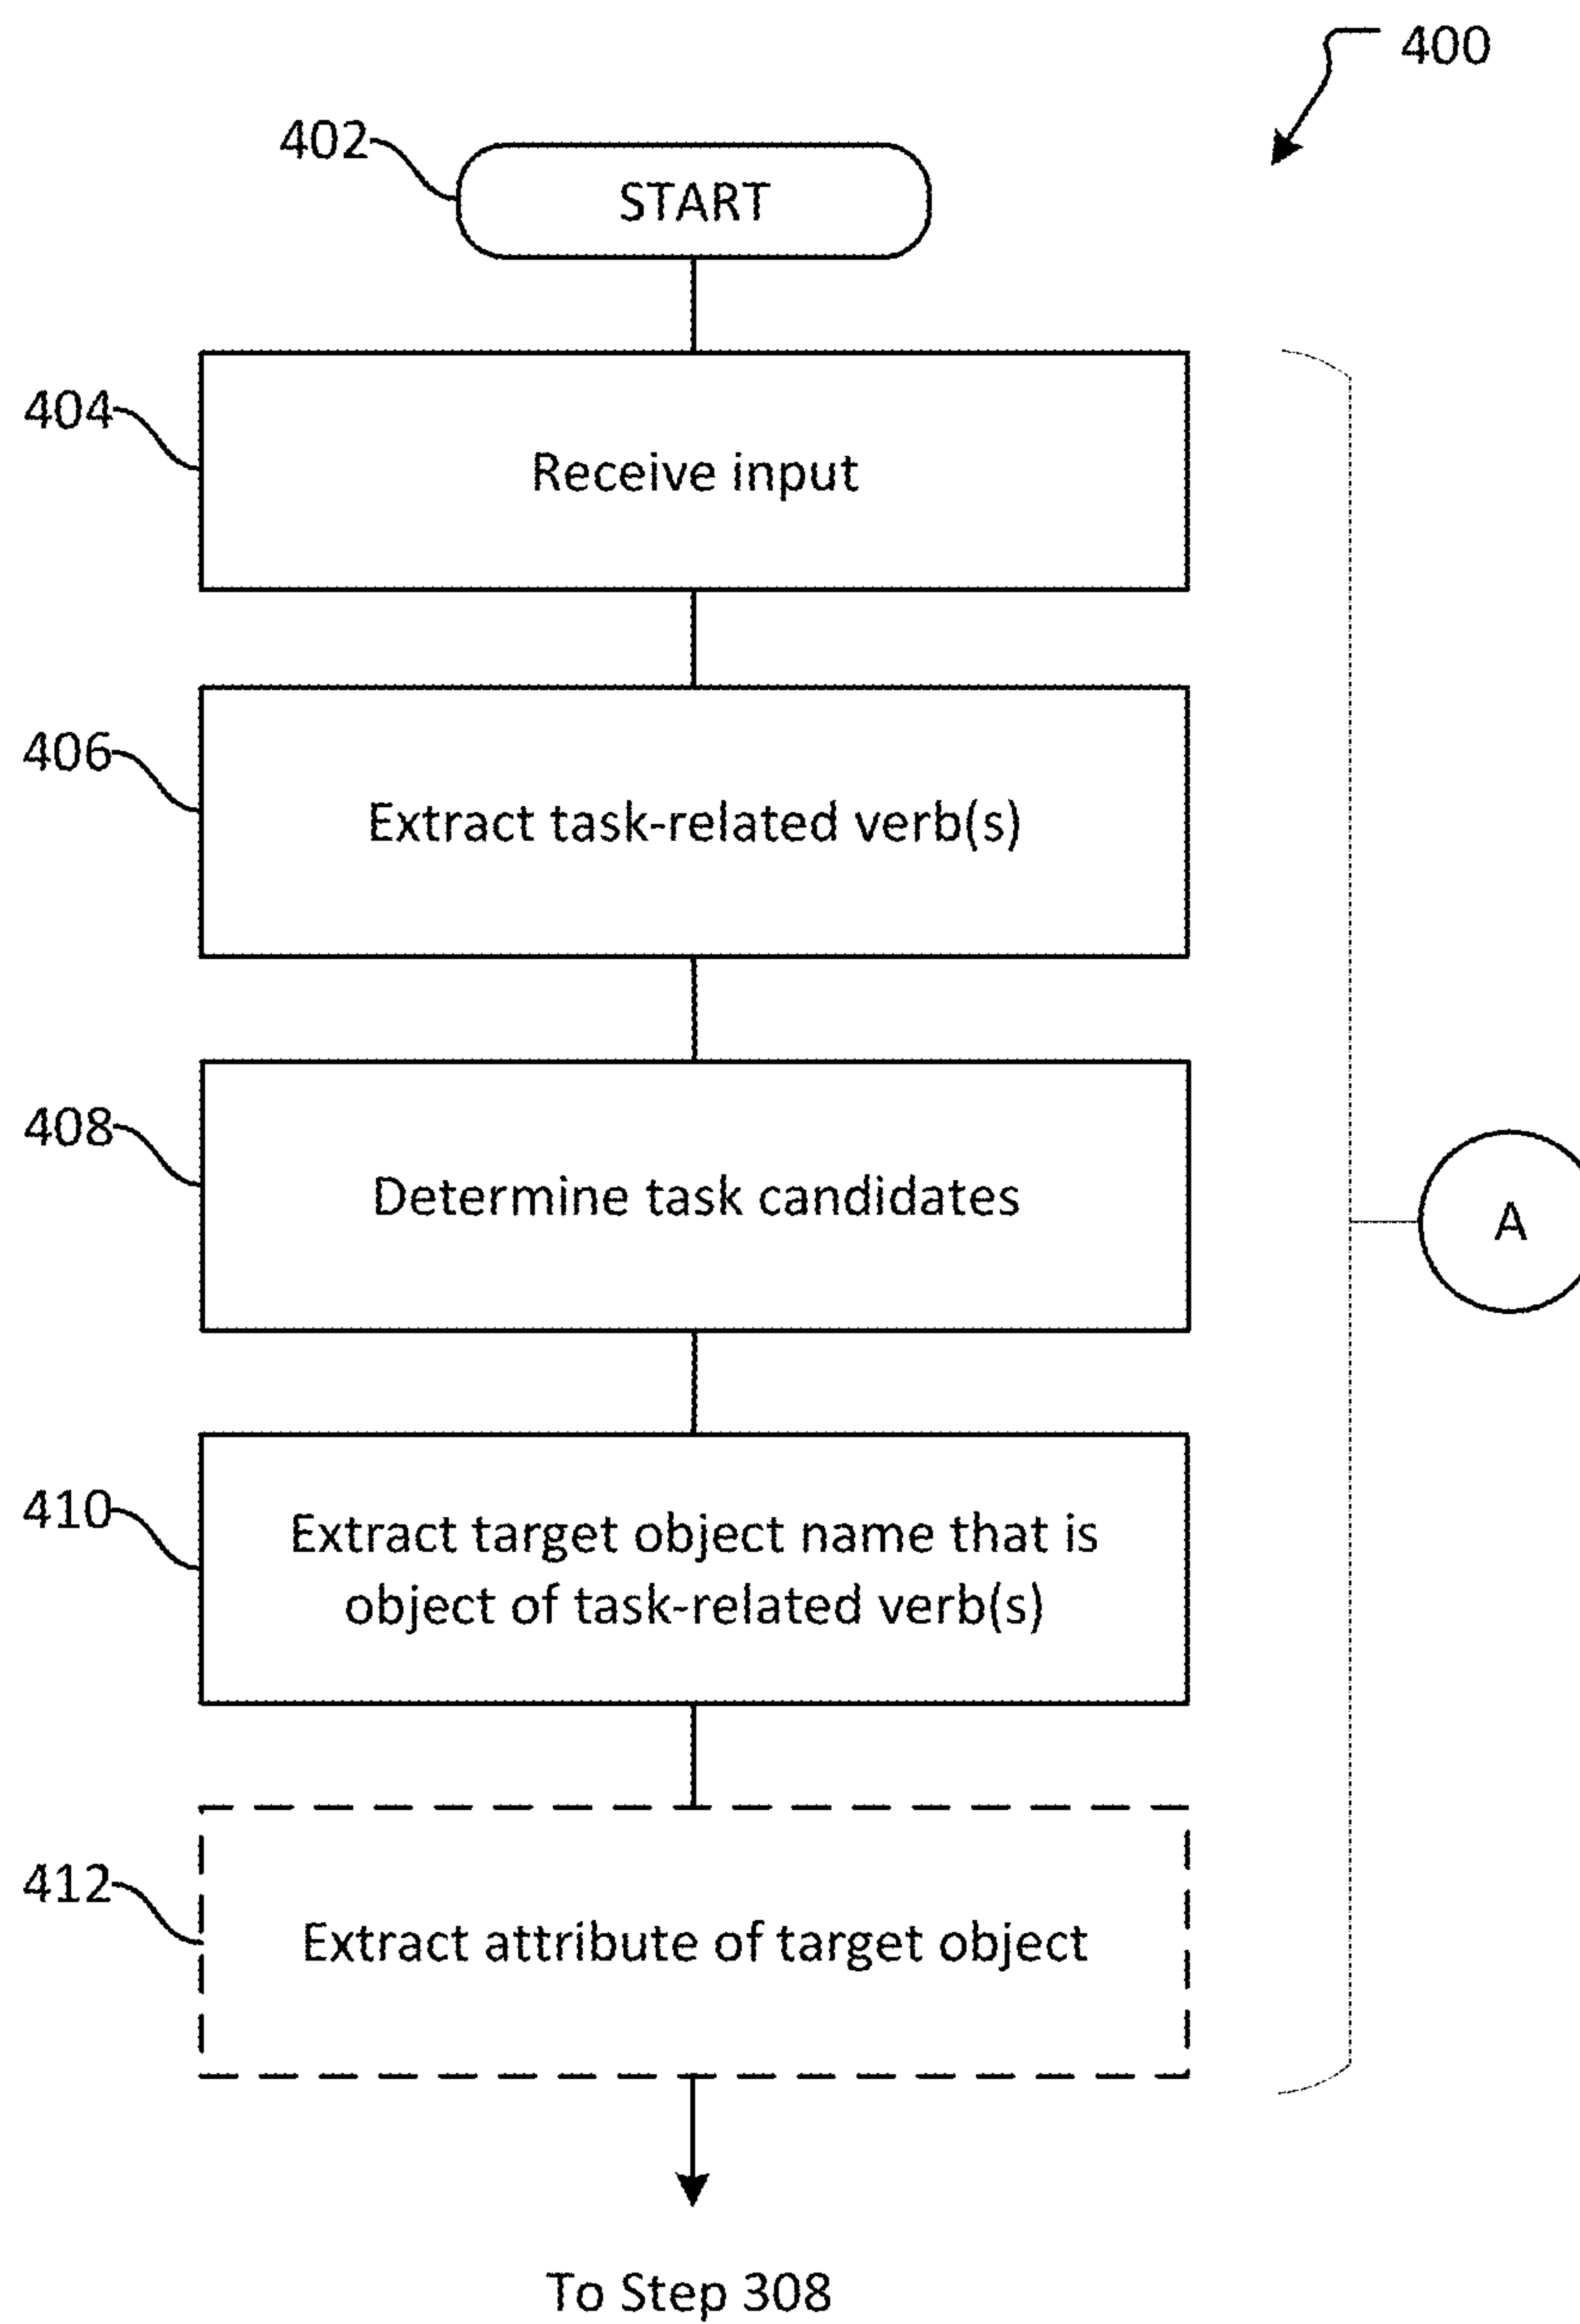 400
402
START
404
Receive input
406
Extract task-related verb(s)
408
Determine task candidates
A
410
Extract target object name that is
object of task-related verb(s)
412
Extract attribute of target object
To Step 308